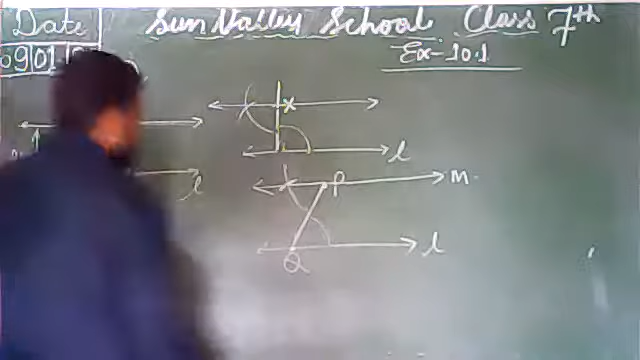 Date
Sun Valley School Class 7th
09 01
Ex-10.1
x
l
P
m
l
l
Q